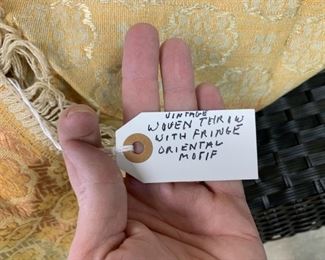 VINTAGE
WOVEN THROW
WITH FRINGE
ORIENTAL
MOTIF